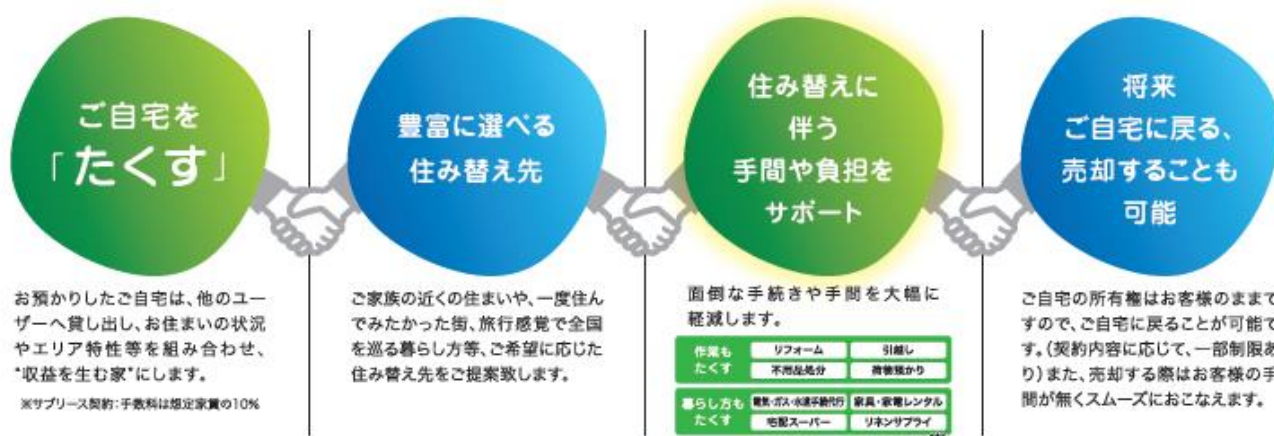 ご自宅を
「たくす」
お預かりしたご自宅は、他のユー
ザーへ貸し出し、お住まいの状況
やエリア特性等を組み合わせ、
"収益を生む家"にします。
※サブリース契約:手数料は想定家賃の10%
豊富に選べる
住み替え先
ご家族の近くの住まいや、一度住ん
でみたかった街、旅行感覚で全国
を巡る暮らし方等、ご希望に応じた
住み替え先をご提案致します。
住み替えに
伴う
手間や負担を
サポート
面倒な手続きや手間を大幅に
軽減します。
作業も
たくす
リフォーム 引越し
不用品処分 荷物預かり
暮らし方も
たくす
電気・ガス・水道手続代行 家具・家電レンタル
宅配スーパー リネンサプライ
将来
ご自宅に戻る、
売却することも
可能
ご自宅の所有権はお客様のままで
すので、ご自宅に戻ることが可能で
す。(契約内容に応じて、一部制限あ
り)また、売却する際はお客様の手
間が無くスムーズにおこなえます。